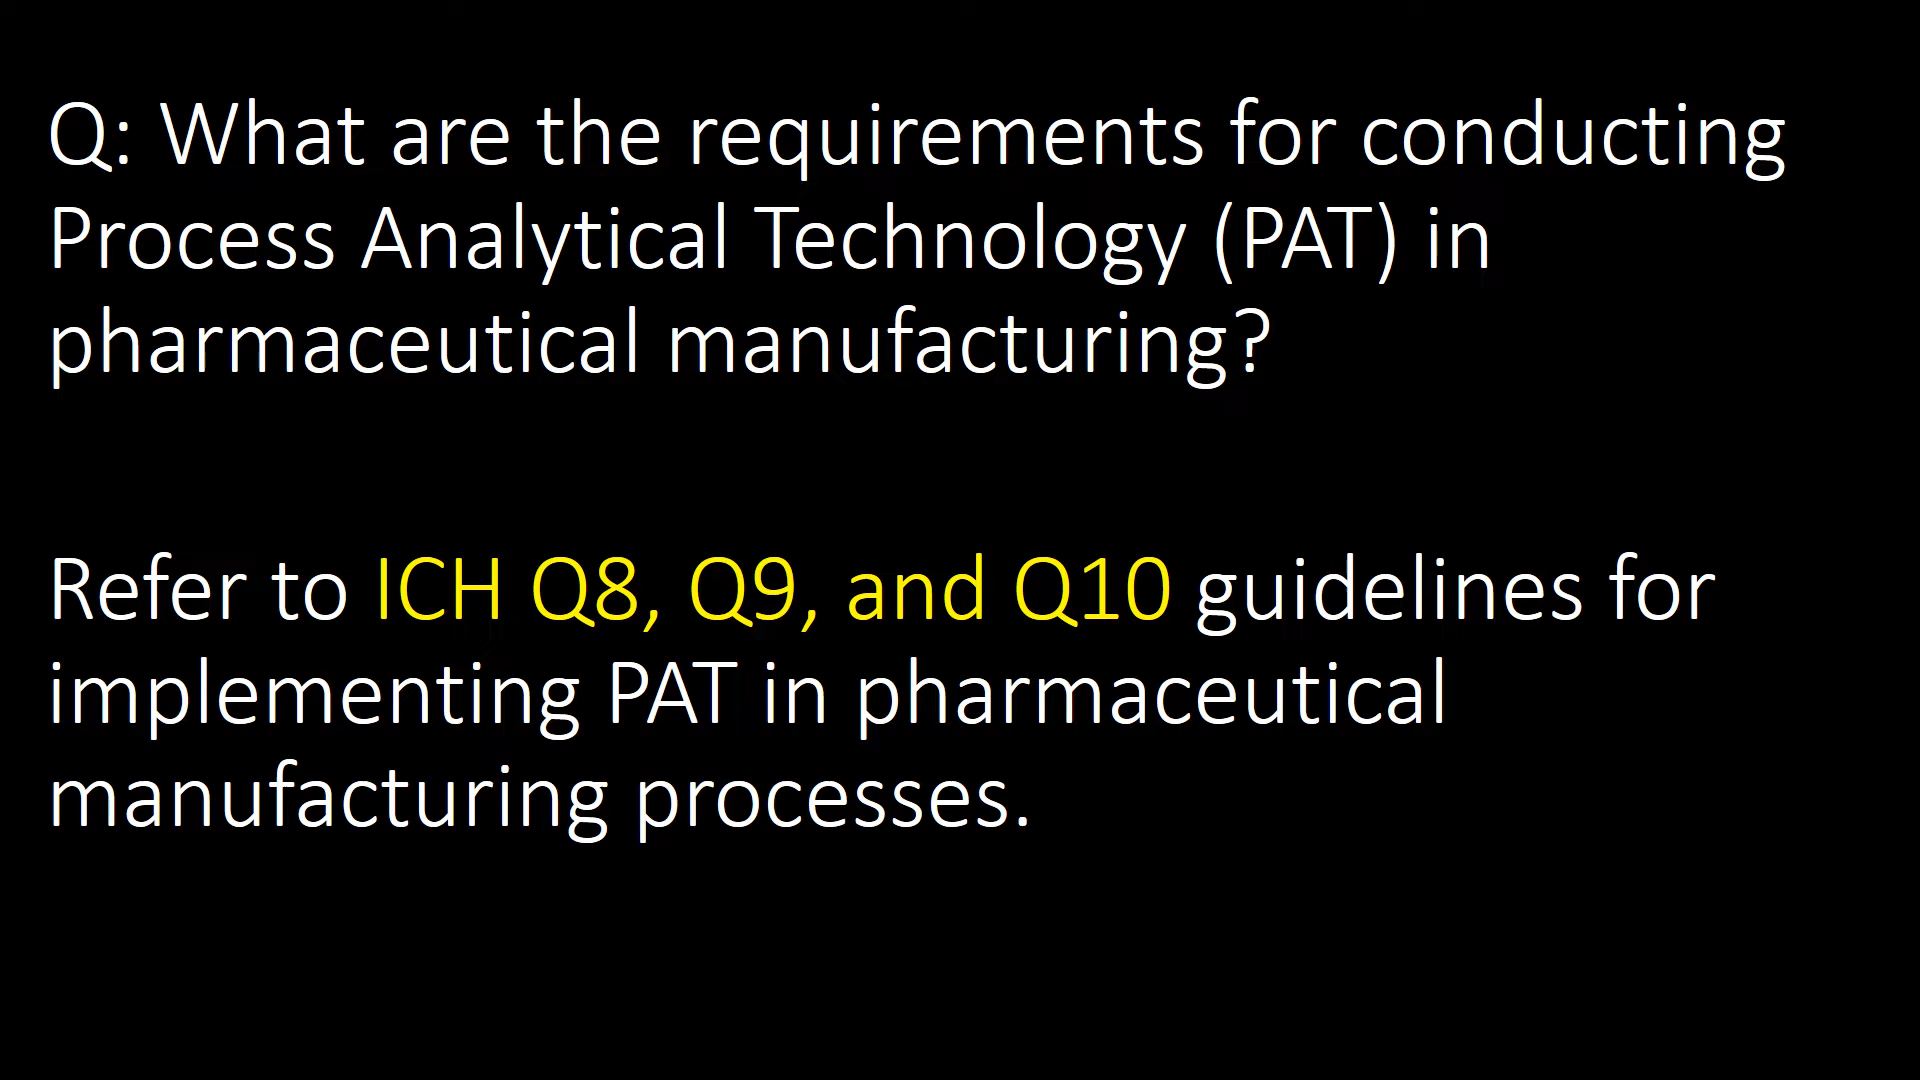 Q: What are the requirements for conducting
Process Analytical Technology (PAT) in
pharmaceutical manufacturing?
Refer to ICH Q8, Q9, and Q10 guidelines for
implementing PAT in pharmaceutical
manufacturing processes.